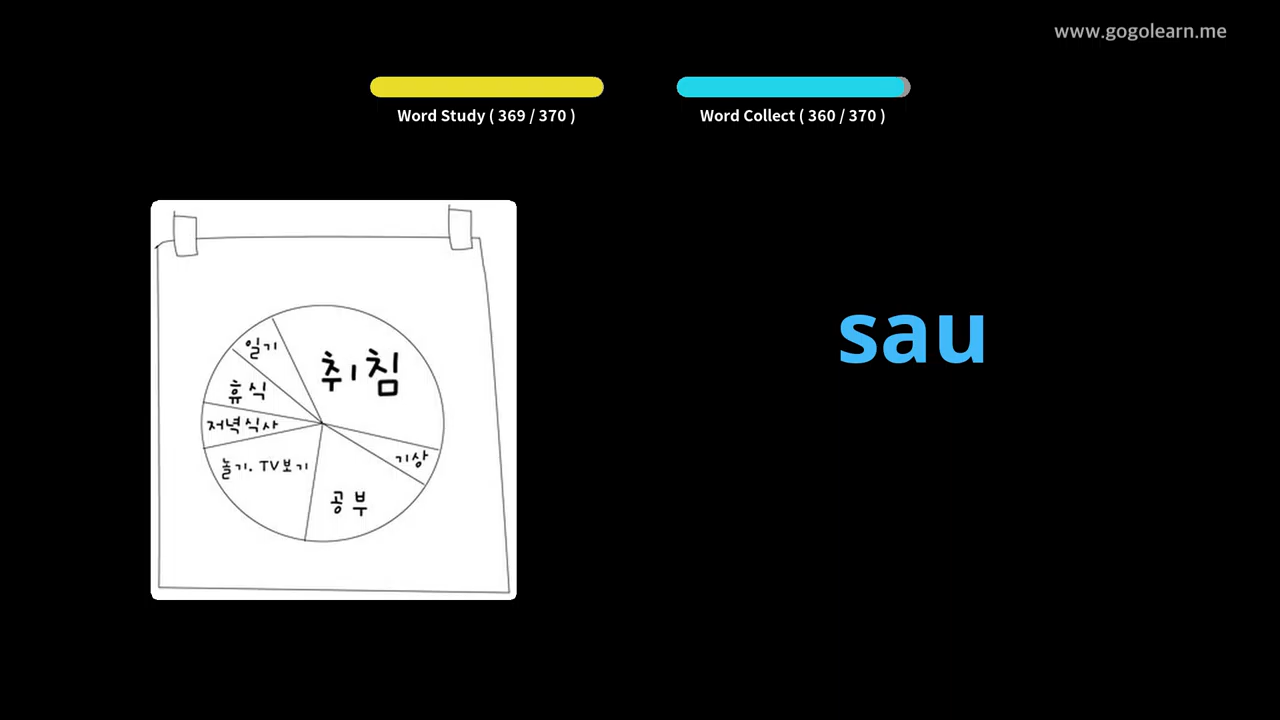 www.gogolearn.me
Word Study ( 369 / 370 )
Word Collect ( 360 / 370 )
취침
일기
휴식
저녁식사
놀기. TV보기
공부
기상
sau